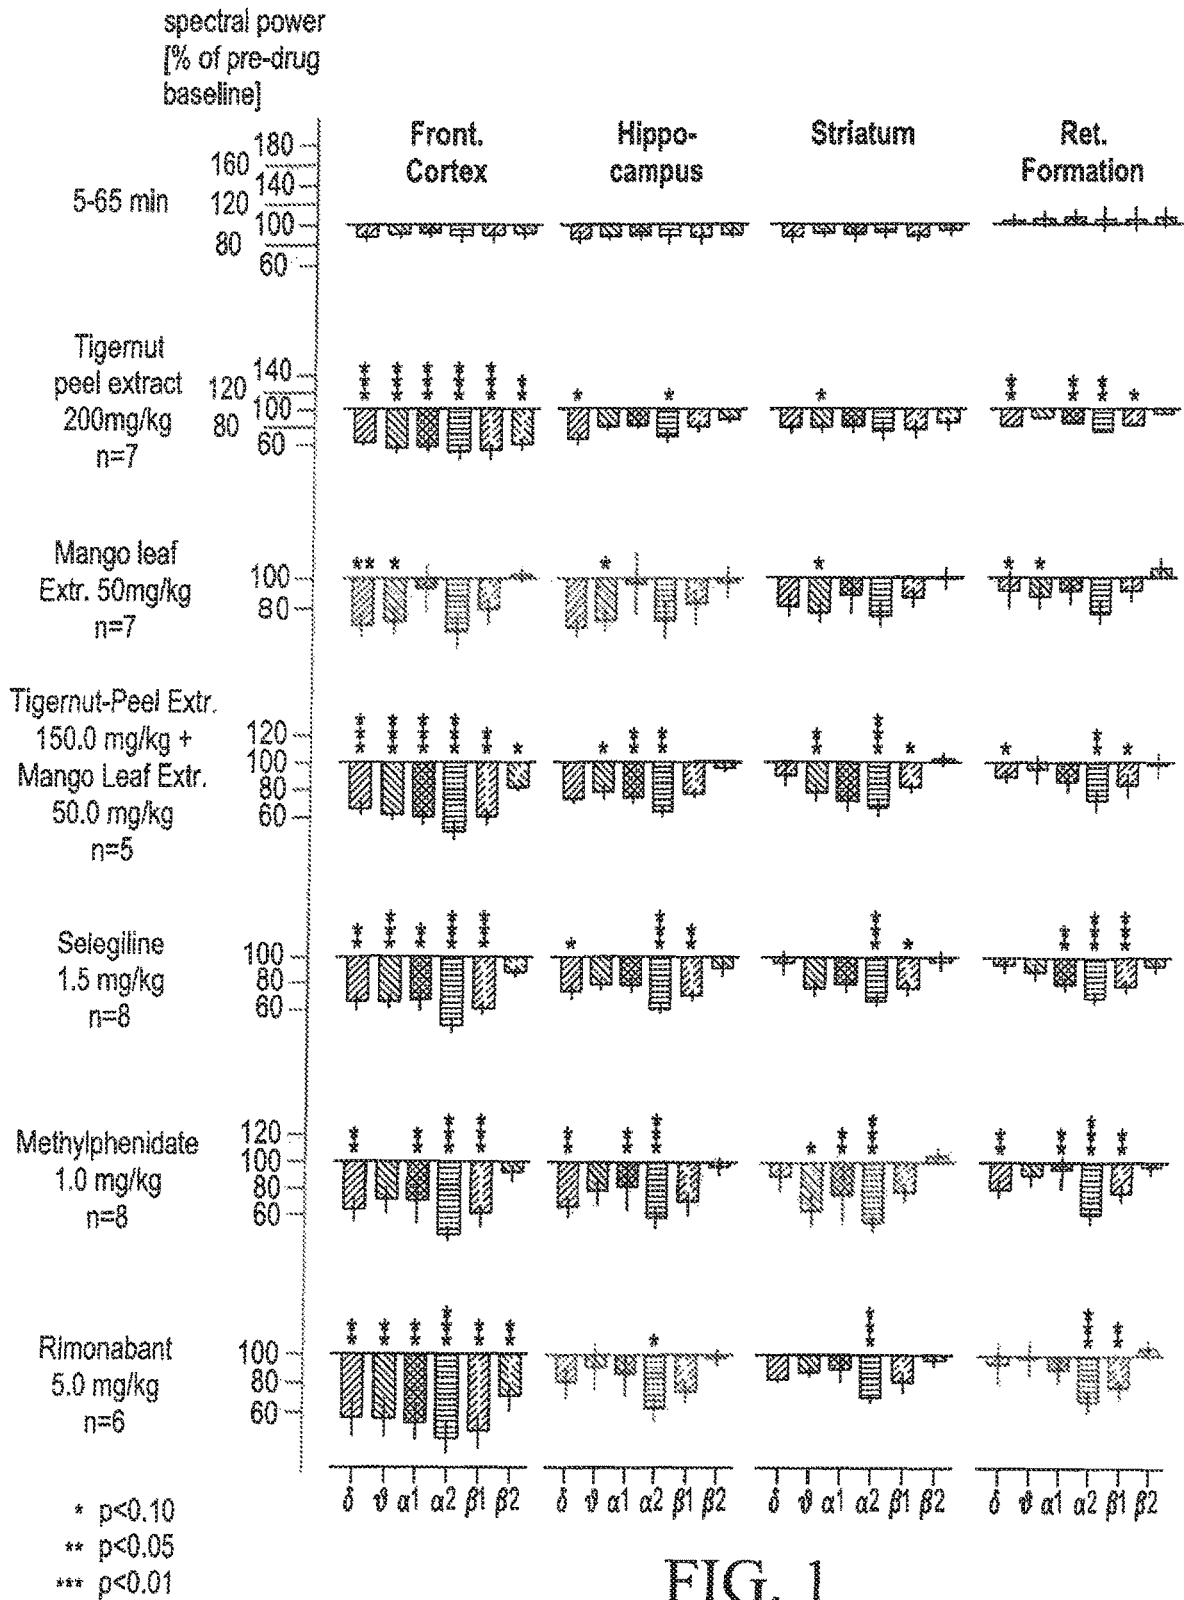 spectral power
[% of pre-drug
baseline]
Front.
Cortex
Hippo-
campus
Striatum
Ret.
Formation
5-65 min
180
160
140
120
100
80
60
Tigernut
peel extract
200mg/kg
n=7
140
120
100
80
60
**** **** **** **** **** ***
* *
*
*** *** *** *
Mango leaf
Extr. 50mg/kg
n=7
100
80
** *
*
*
* *
Tigernut-Peel Extr.
150.0 mg/kg +
Mango Leaf Extr.
50.0 mg/kg
n=5
120
100
80
60
Selegiline
1.5 mg/kg
n=8
100
80
60
Methylphenidate
1.0 mg/kg
n=8
120
100
80
60
Rimonabant
5.0 mg/kg
n=6
100
80
60
δ ϑ α1 α2 β1 β2
δ ϑ α1 α2 β1 β2
δ ϑ α1 α2 β1 β2
δ ϑ α1 α2 β1 β2
* p<0.10
** p<0.05
*** p<0.01
FIG. 1